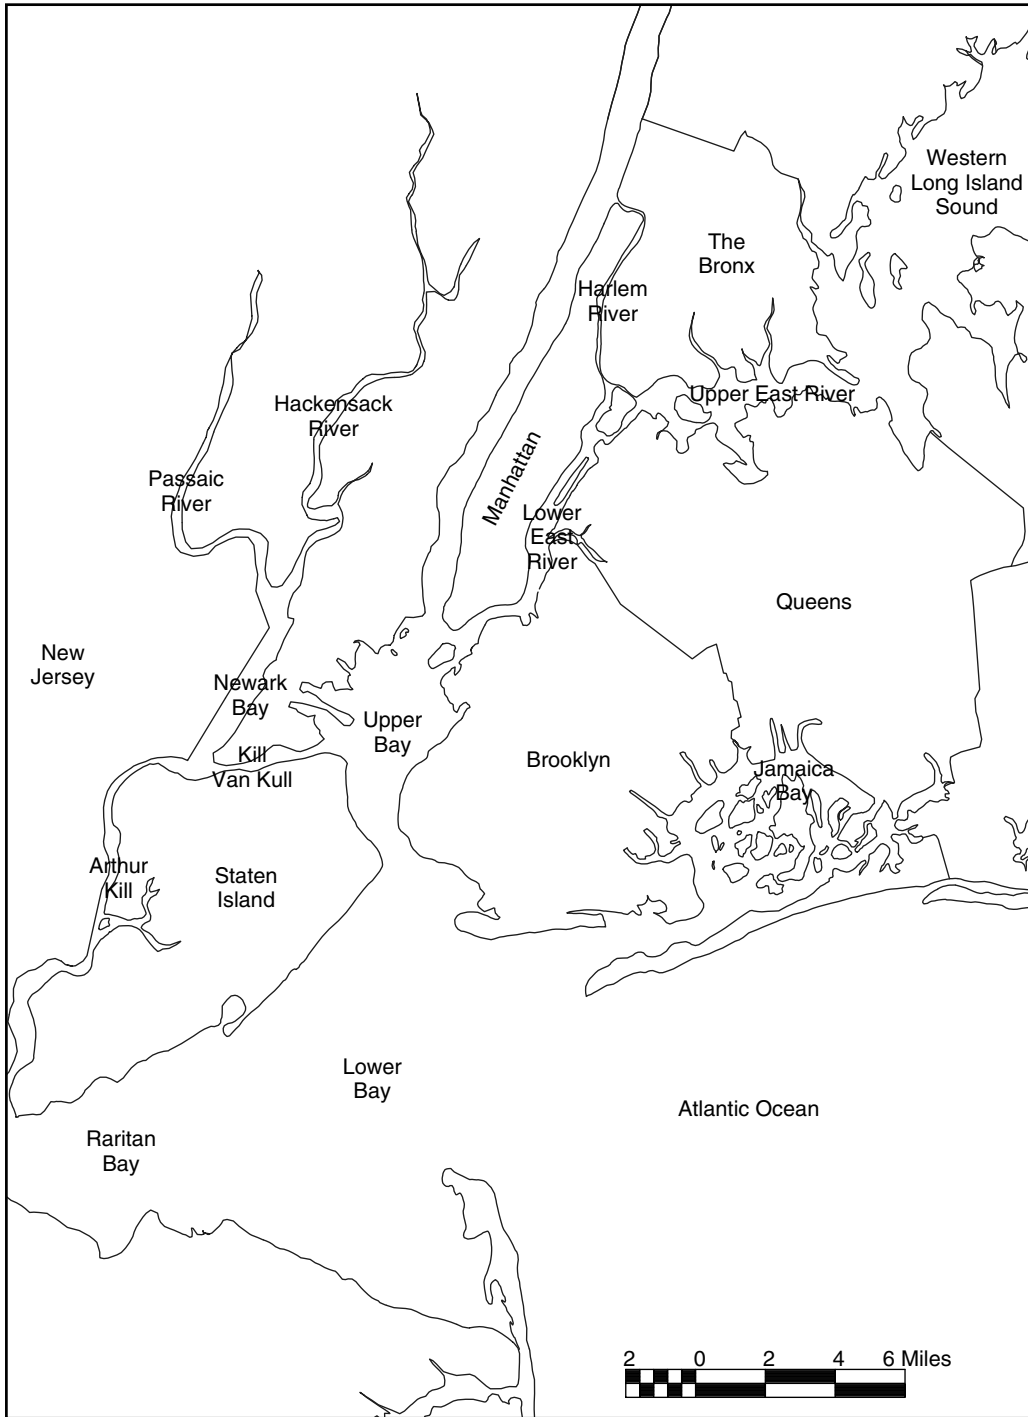 Western
Long Island
Sound
The
Bronx
Harlem
River
Upper East River
Hackensack
River
Manhattan
Passaic
River
Lower
East
River
Queens
New
Jersey
Newark
Bay
Upper
Bay
Kill
Van Kull
Brooklyn
Jamaica
Bay
Arthur
Kill
Staten
Island
Lower
Bay
Atlantic Ocean
Raritan
Bay
2 0 2 4 6 Miles